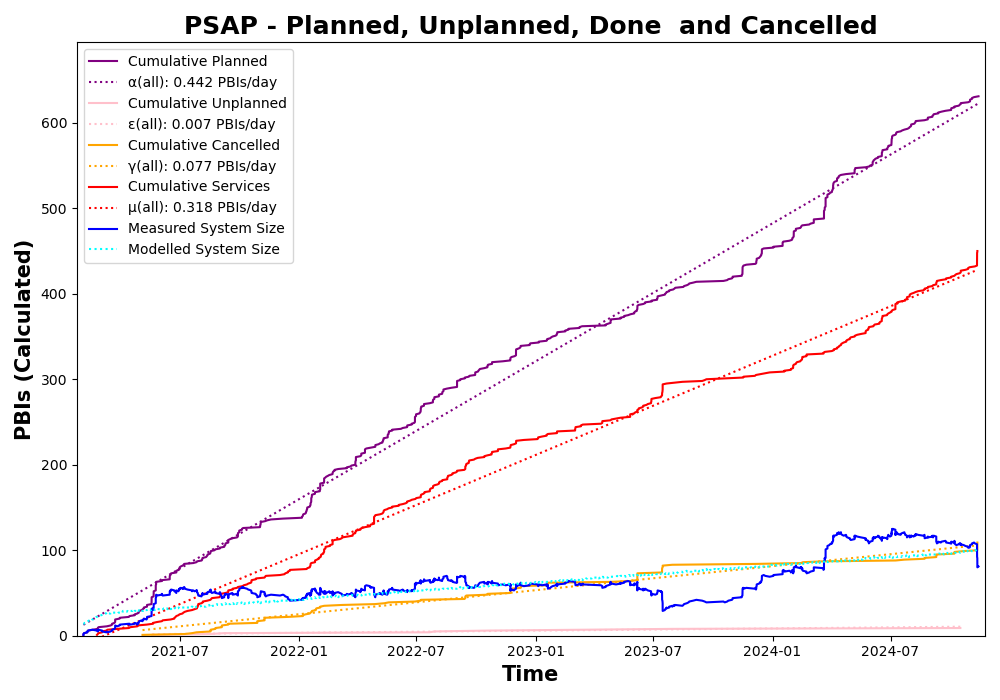 PSAP - Planned, Unplanned, Done  and Cancelled
Cumulative Planned
α(all): 0.442 PBIs/day
Cumulative Unplanned
ε(all): 0.007 PBIs/day
Cumulative Cancelled
γ(all): 0.077 PBIs/day
Cumulative Services
μ(all): 0.318 PBIs/day
Measured System Size
Modelled System Size
PBIs (Calculated)
600
500
400
300
200
100
0
2021-07 2022-01 2022-07 2023-01 2023-07 2024-01 2024-07
Time